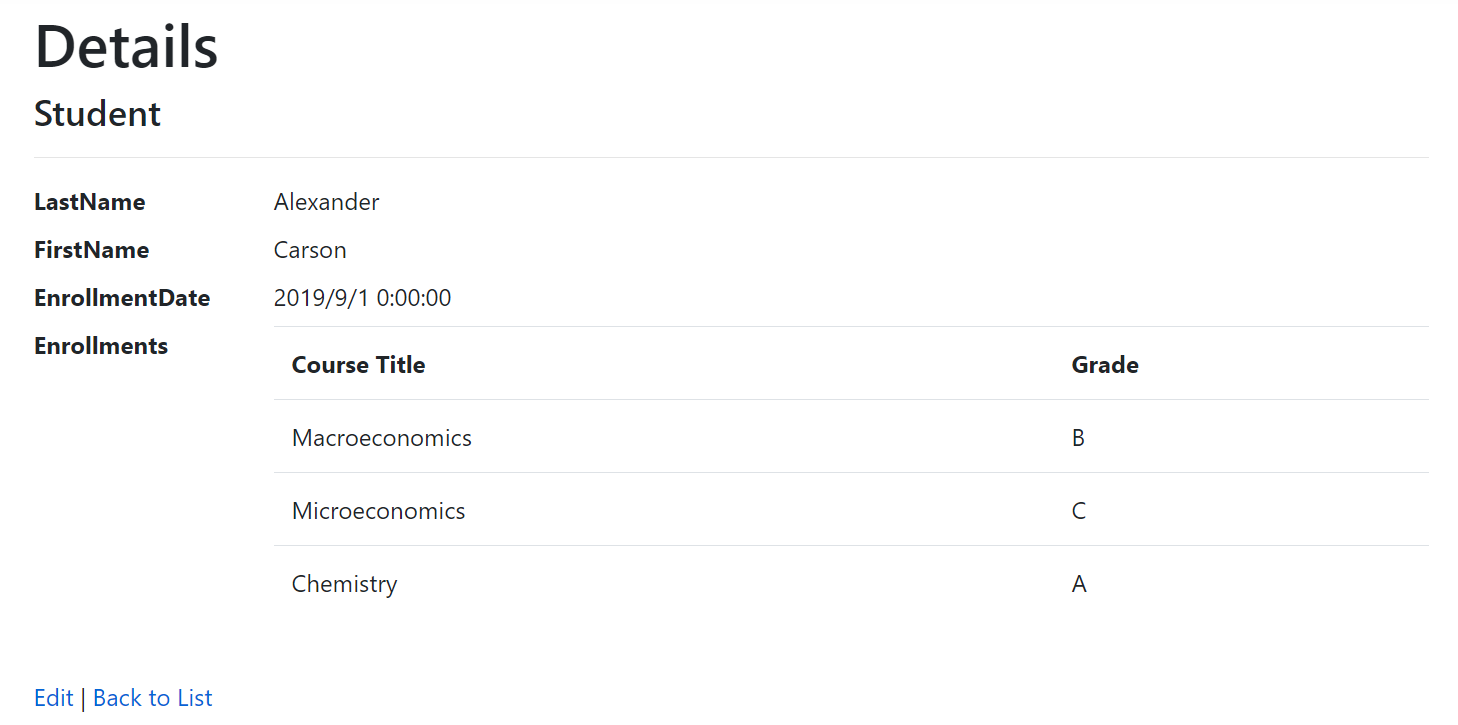 Details
Student
LastName Alexander
FirstName Carson
EnrollmentDate 2019/9/1 0:00:00
Enrollments
Course Title Grade
Macroeconomics B
Microeconomics C
Chemistry A
Edit | Back to List